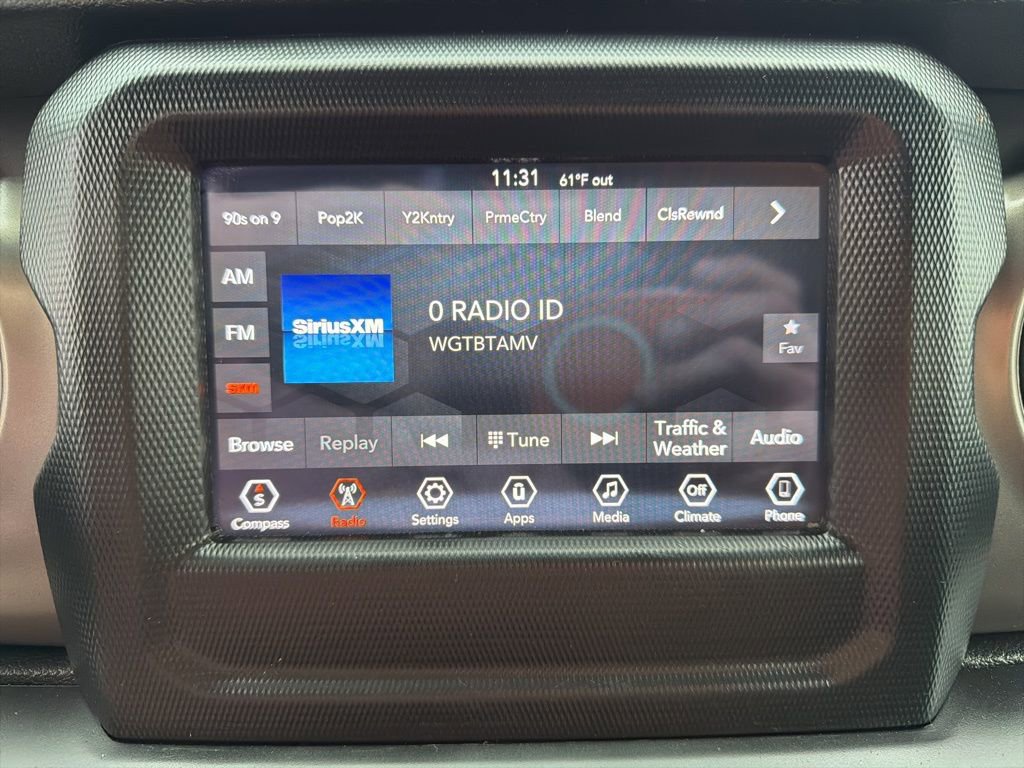 11:31 61°F out
90s on 9 Pop2K Y2Kntry PrmeCtry Blend ClsRewnd
AM
FM
SXM
SiriusXM
0 RADIO ID
WGTBTAMV
Fav
Browse Replay Tune Traffic & Weather Audio
S Off
Compass Radio Settings Apps Media Climate Phone